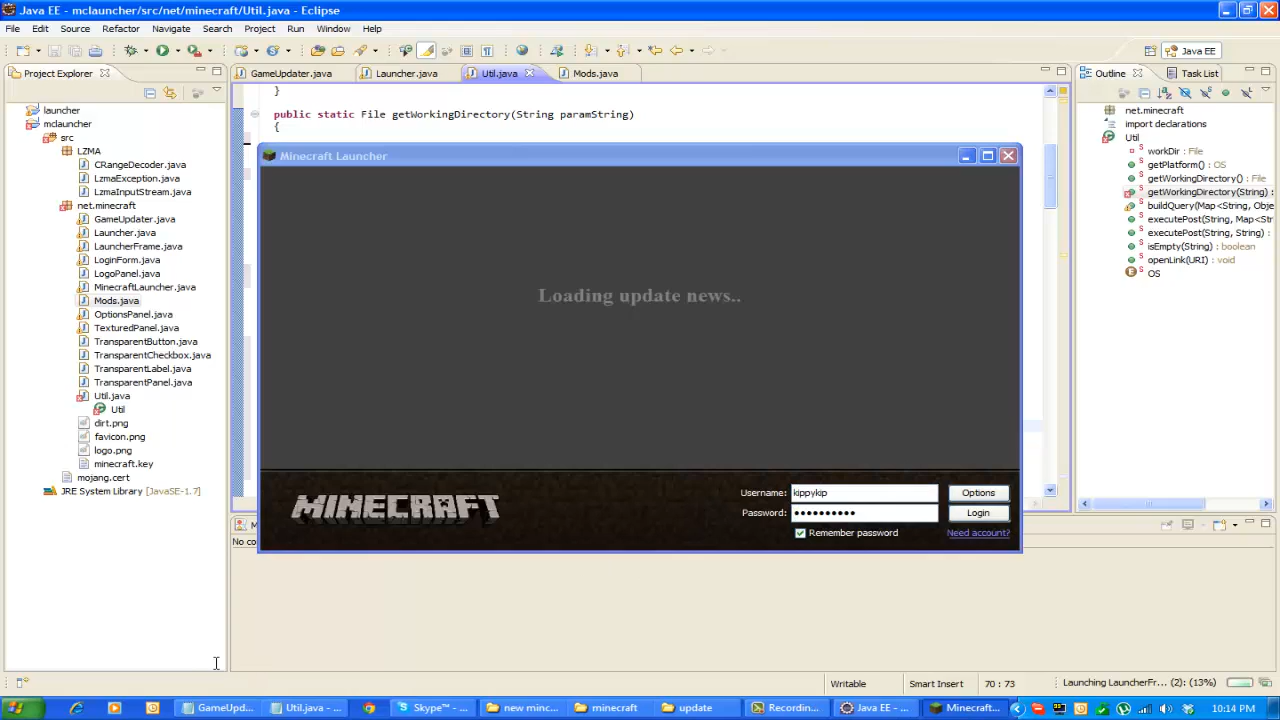 Java EE - mclauncher/src/net/minecraft/Util.java - Eclipse
File Edit Source Refactor Navigate Search Project Run Window Help
Java EE
Project Explorer
GameUpdater.java Launcher.java Util.java Mods.java
Outline Task List
launcher
mclauncher
src
LZMA
CRangeDecoder.java
LzmaException.java
LzmaInputStream.java
net.minecraft
GameUpdater.java
Launcher.java
LauncherFrame.java
LoginForm.java
LogoPanel.java
MinecraftLauncher.java
Mods.java
OptionsPanel.java
TexturedPanel.java
TransparentButton.java
TransparentCheckbox.java
TransparentLabel.java
TransparentPanel.java
Util.java
Util
dirt.png
favicon.png
logo.png
minecraft.key
mojang.cert
JRE System Library [JavaSE-1.7]
}
public static File getWorkingDirectory(String paramString)
{
Minecraft Launcher
Loading update news..
MINECRAFT
Username: kippykip
Options
Password: ●●●●●●●●●●
Login
Remember password
Need account?
No co
net.minecraft
import declarations
Util
workDir : File
getPlatform() : OS
getWorkingDirectory() : File
getWorkingDirectory(String) :
buildQuery(Map<String, Obje
executePost(String, Map<S
executePost(String, String) :
isEmpty(String) : boolean
openLink(URI) : void
OS
Writable Smart Insert 70 : 73 Launching LauncherFr... (2): (13%)
start GameUpd... Util.java - ... Skype™ - ... new minc... minecraft update Recordin... Java EE - ... Minecraft... 10:14 PM